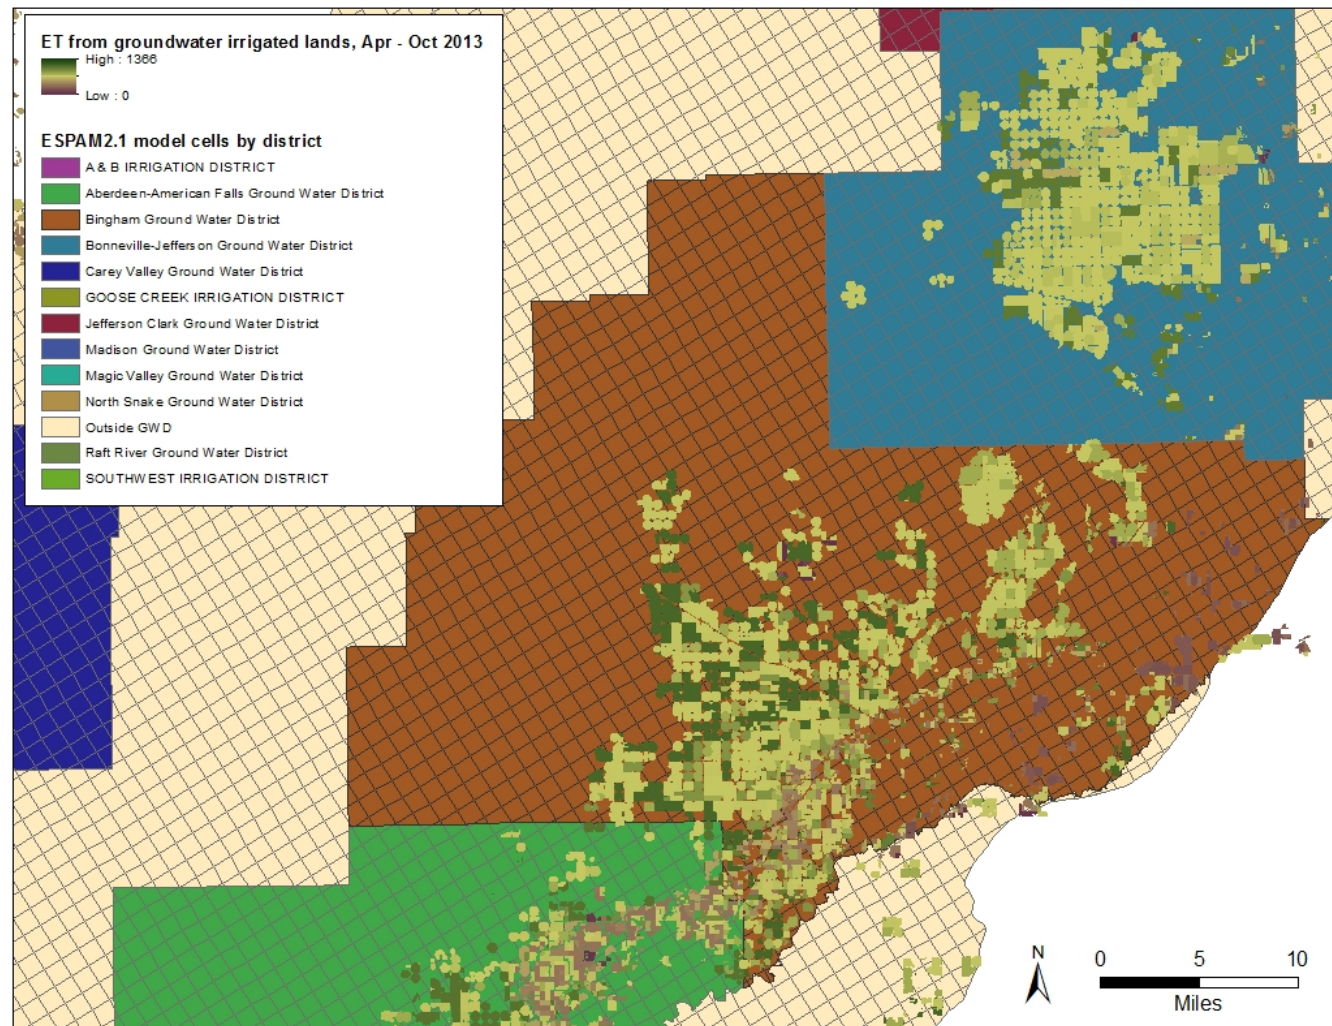 ET from groundwater irrigated lands, Apr - Oct 2013
High : 1366
Low : 0
ESPAM2.1 model cells by district
A & B IRRIGATION DISTRICT
Aberdeen-American Falls Ground Water District
Bingham Ground Water District
Bonneville-Jefferson Ground Water District
Carey Valley Ground Water District
GOOSE CREEK IRRIGATION DISTRICT
Jefferson Clark Ground Water District
Madison Ground Water District
Magic Valley Ground Water District
North Snake Ground Water District
Outside GWD
Raft River Ground Water District
SOUTHWEST IRRIGATION DISTRICT
N
0 5 10
Miles